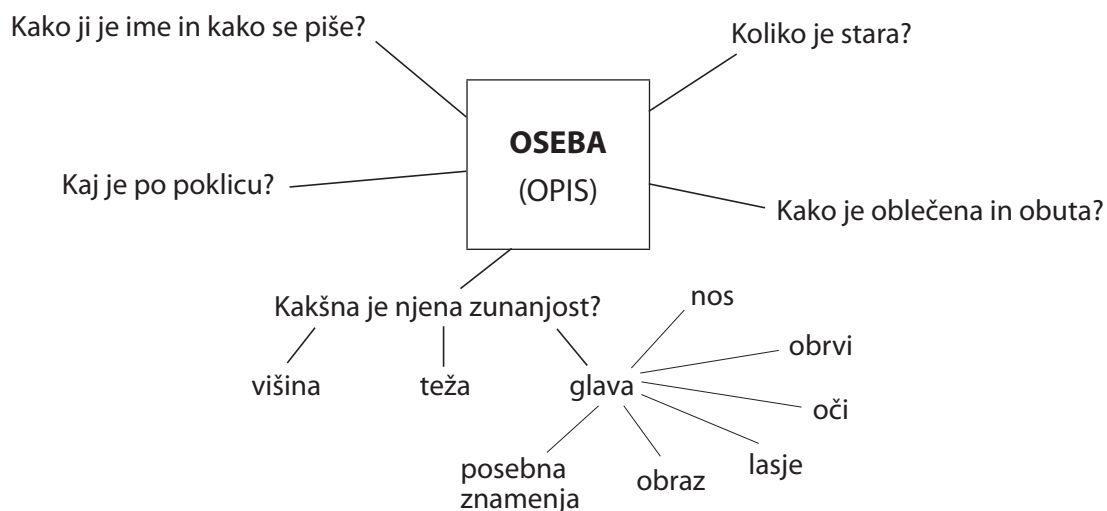 Kako ji je ime in kako se piše?
Koliko je stara?
OSEBA
(OPIS)
Kaj je po poklicu?
Kako je oblečena in obuta?
Kakšna je njena zunanjost?
nos
obrvi
višina
teža
glava
oči
lasje
posebna
znamenja
obraz